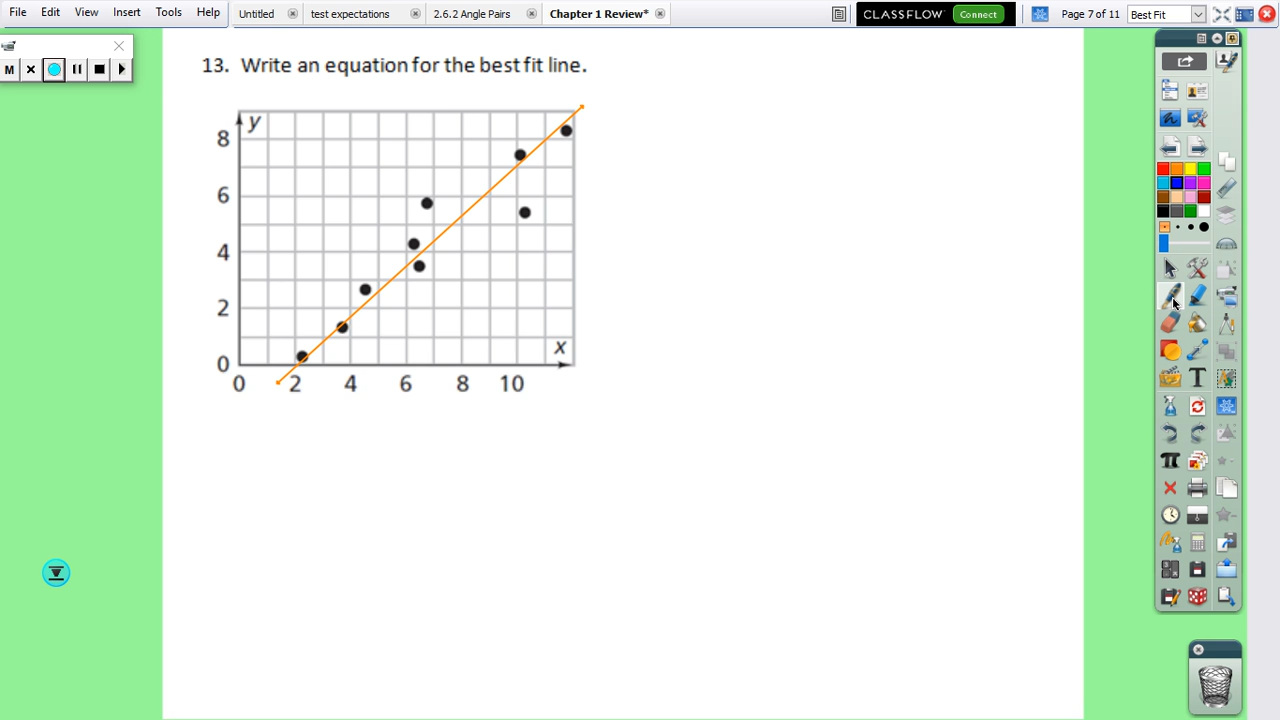 File Edit View Insert Tools Help
Untitled
test expectations
2.6.2 Angle Pairs
Chapter 1 Review*
CLASSFLOW Connect
Page 7 of 11
Best Fit
M
13. Write an equation for the best fit line.
y
8
6
4
2
0
x
0 2 4 6 8 10
T